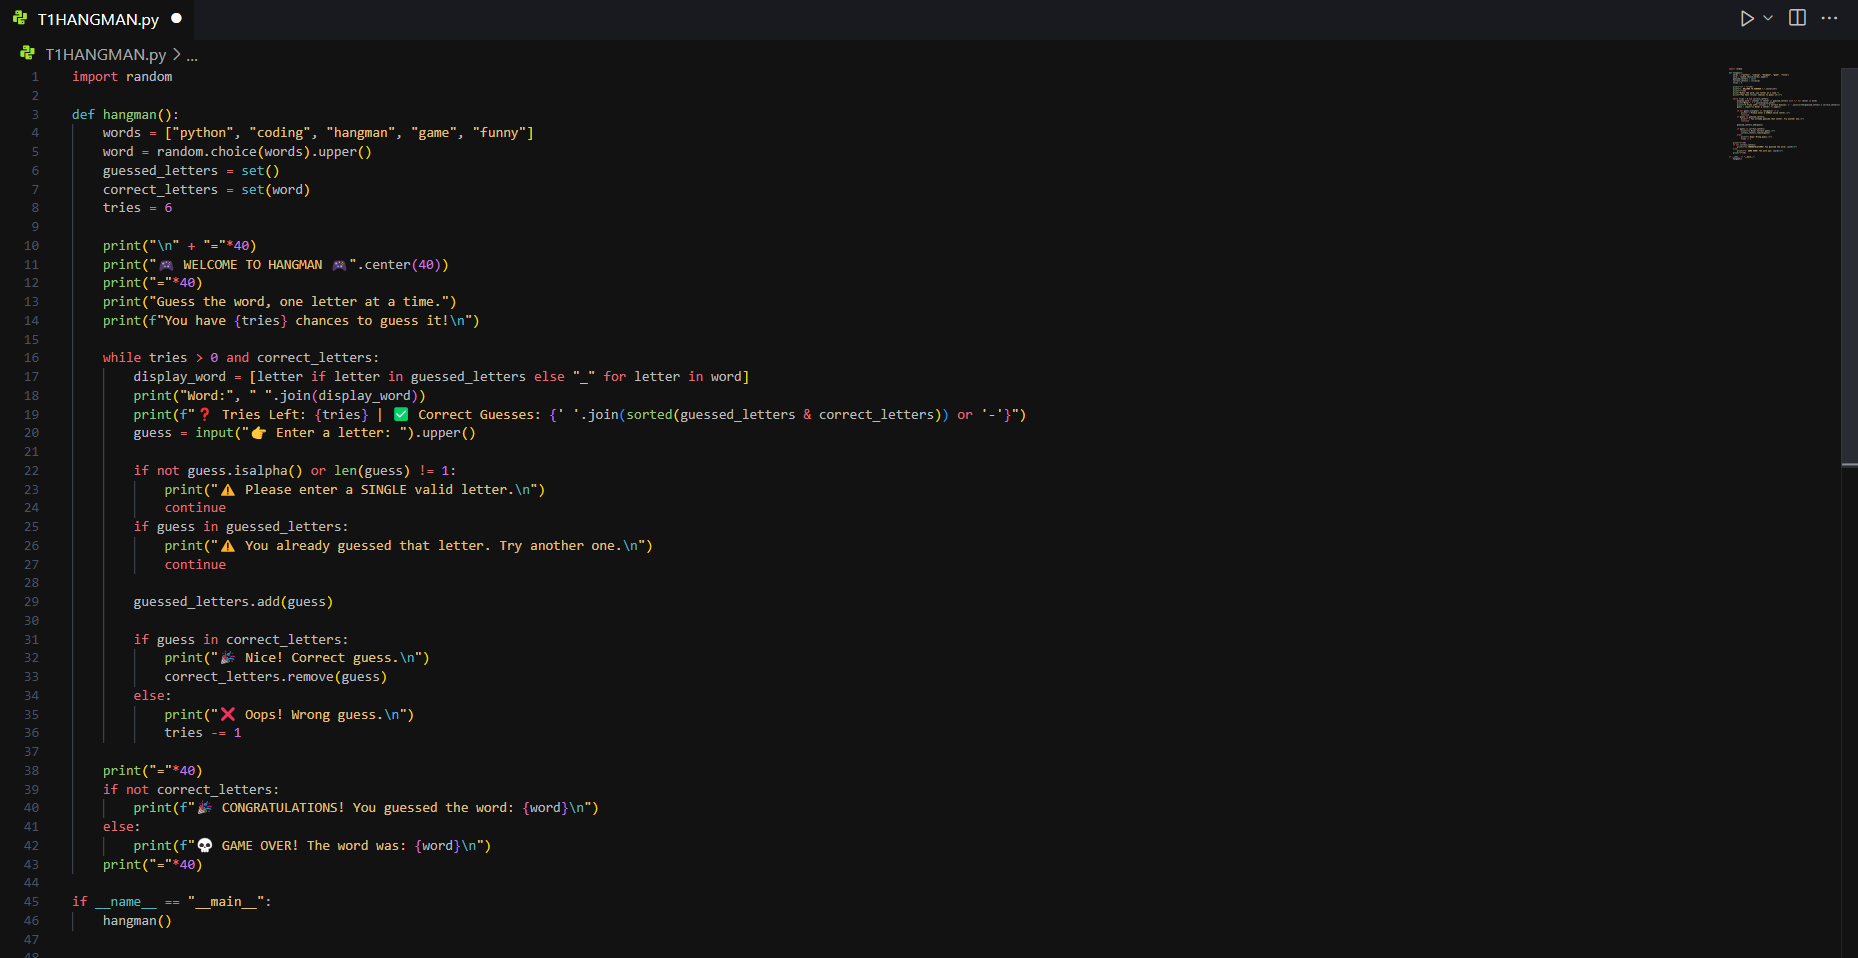 T1HANGMAN.py
T1HANGMAN.py > ...
1 import random
2
3 def hangman():
4     words = ["python", "coding", "hangman", "game", "funny"]
5     word = random.choice(words).upper()
6     guessed_letters = set()
7     correct_letters = set(word)
8     tries = 6
9
10     print("\n" + "="*40)
11     print("🎮 WELCOME TO HANGMAN 🎮".center(40))
12     print("="*40)
13     print("Guess the word, one letter at a time.")
14     print(f"You have {tries} chances to guess it!\n")
15
16     while tries > 0 and correct_letters:
17         display_word = [letter if letter in guessed_letters else "_" for letter in word]
18         print("Word:", " ".join(display_word))
19         print(f"❓ Tries Left: {tries} | ✅ Correct Guesses: {' '.join(sorted(guessed_letters & correct_letters)) or '-'}")
20         guess = input("👉 Enter a letter: ").upper()
21
22         if not guess.isalpha() or len(guess) != 1:
23             print("⚠️ Please enter a SINGLE valid letter.\n")
24             continue
25         if guess in guessed_letters:
26             print("⚠️ You already guessed that letter. Try another one.\n")
27             continue
28
29         guessed_letters.add(guess)
30
31         if guess in correct_letters:
32             print("🎉 Nice! Correct guess.\n")
33             correct_letters.remove(guess)
34         else:
35             print("❌ Oops! Wrong guess.\n")
36             tries -= 1
37
38     print("="*40)
39     if not correct_letters:
40         print(f"🎉 CONGRATULATIONS! You guessed the word: {word}\n")
41     else:
42         print(f"💀 GAME OVER! The word was: {word}\n")
43     print("="*40)
44
45 if __name__ == "__main__":
46     hangman()
47
48